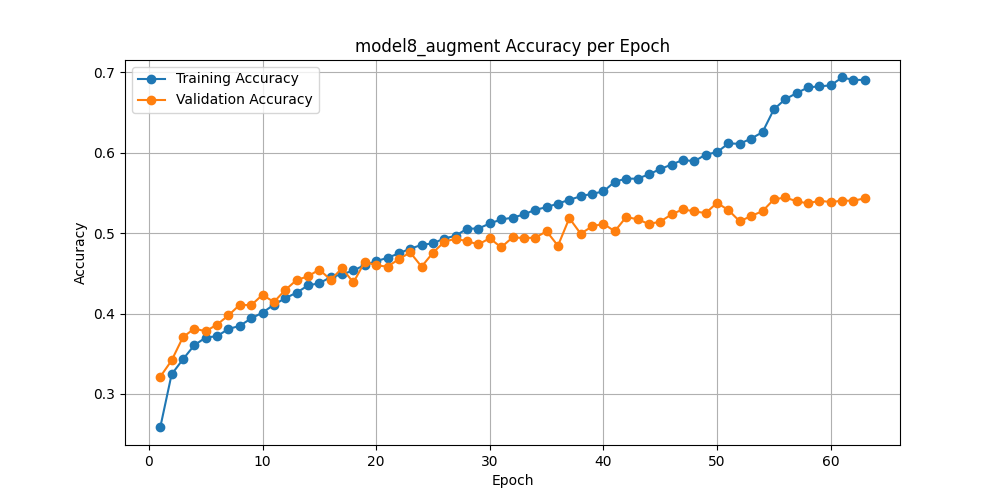 model8_augment Accuracy per Epoch
Training Accuracy
Validation Accuracy
0.7
0.6
0.5
0.4
0.3
Accuracy
0 10 20 30 40 50 60
Epoch